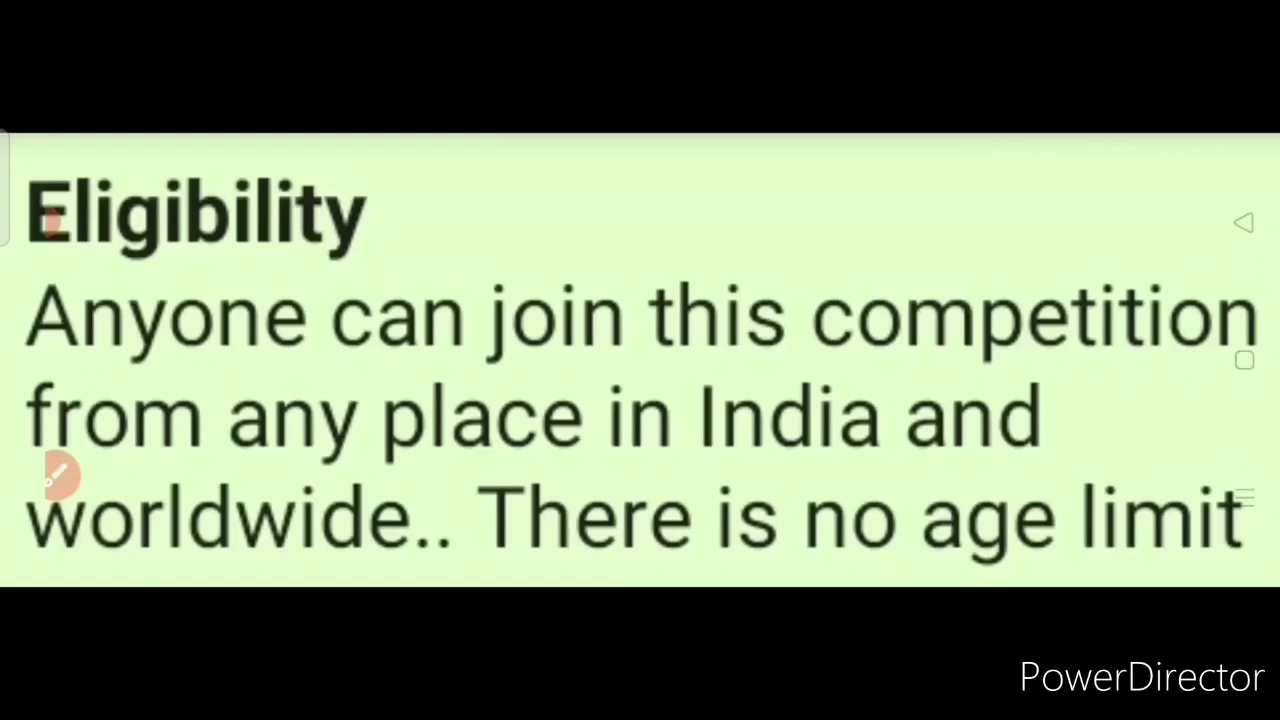 Eligibility
Anyone can join this competition
from any place in India and
worldwide.. There is no age limit
PowerDirector